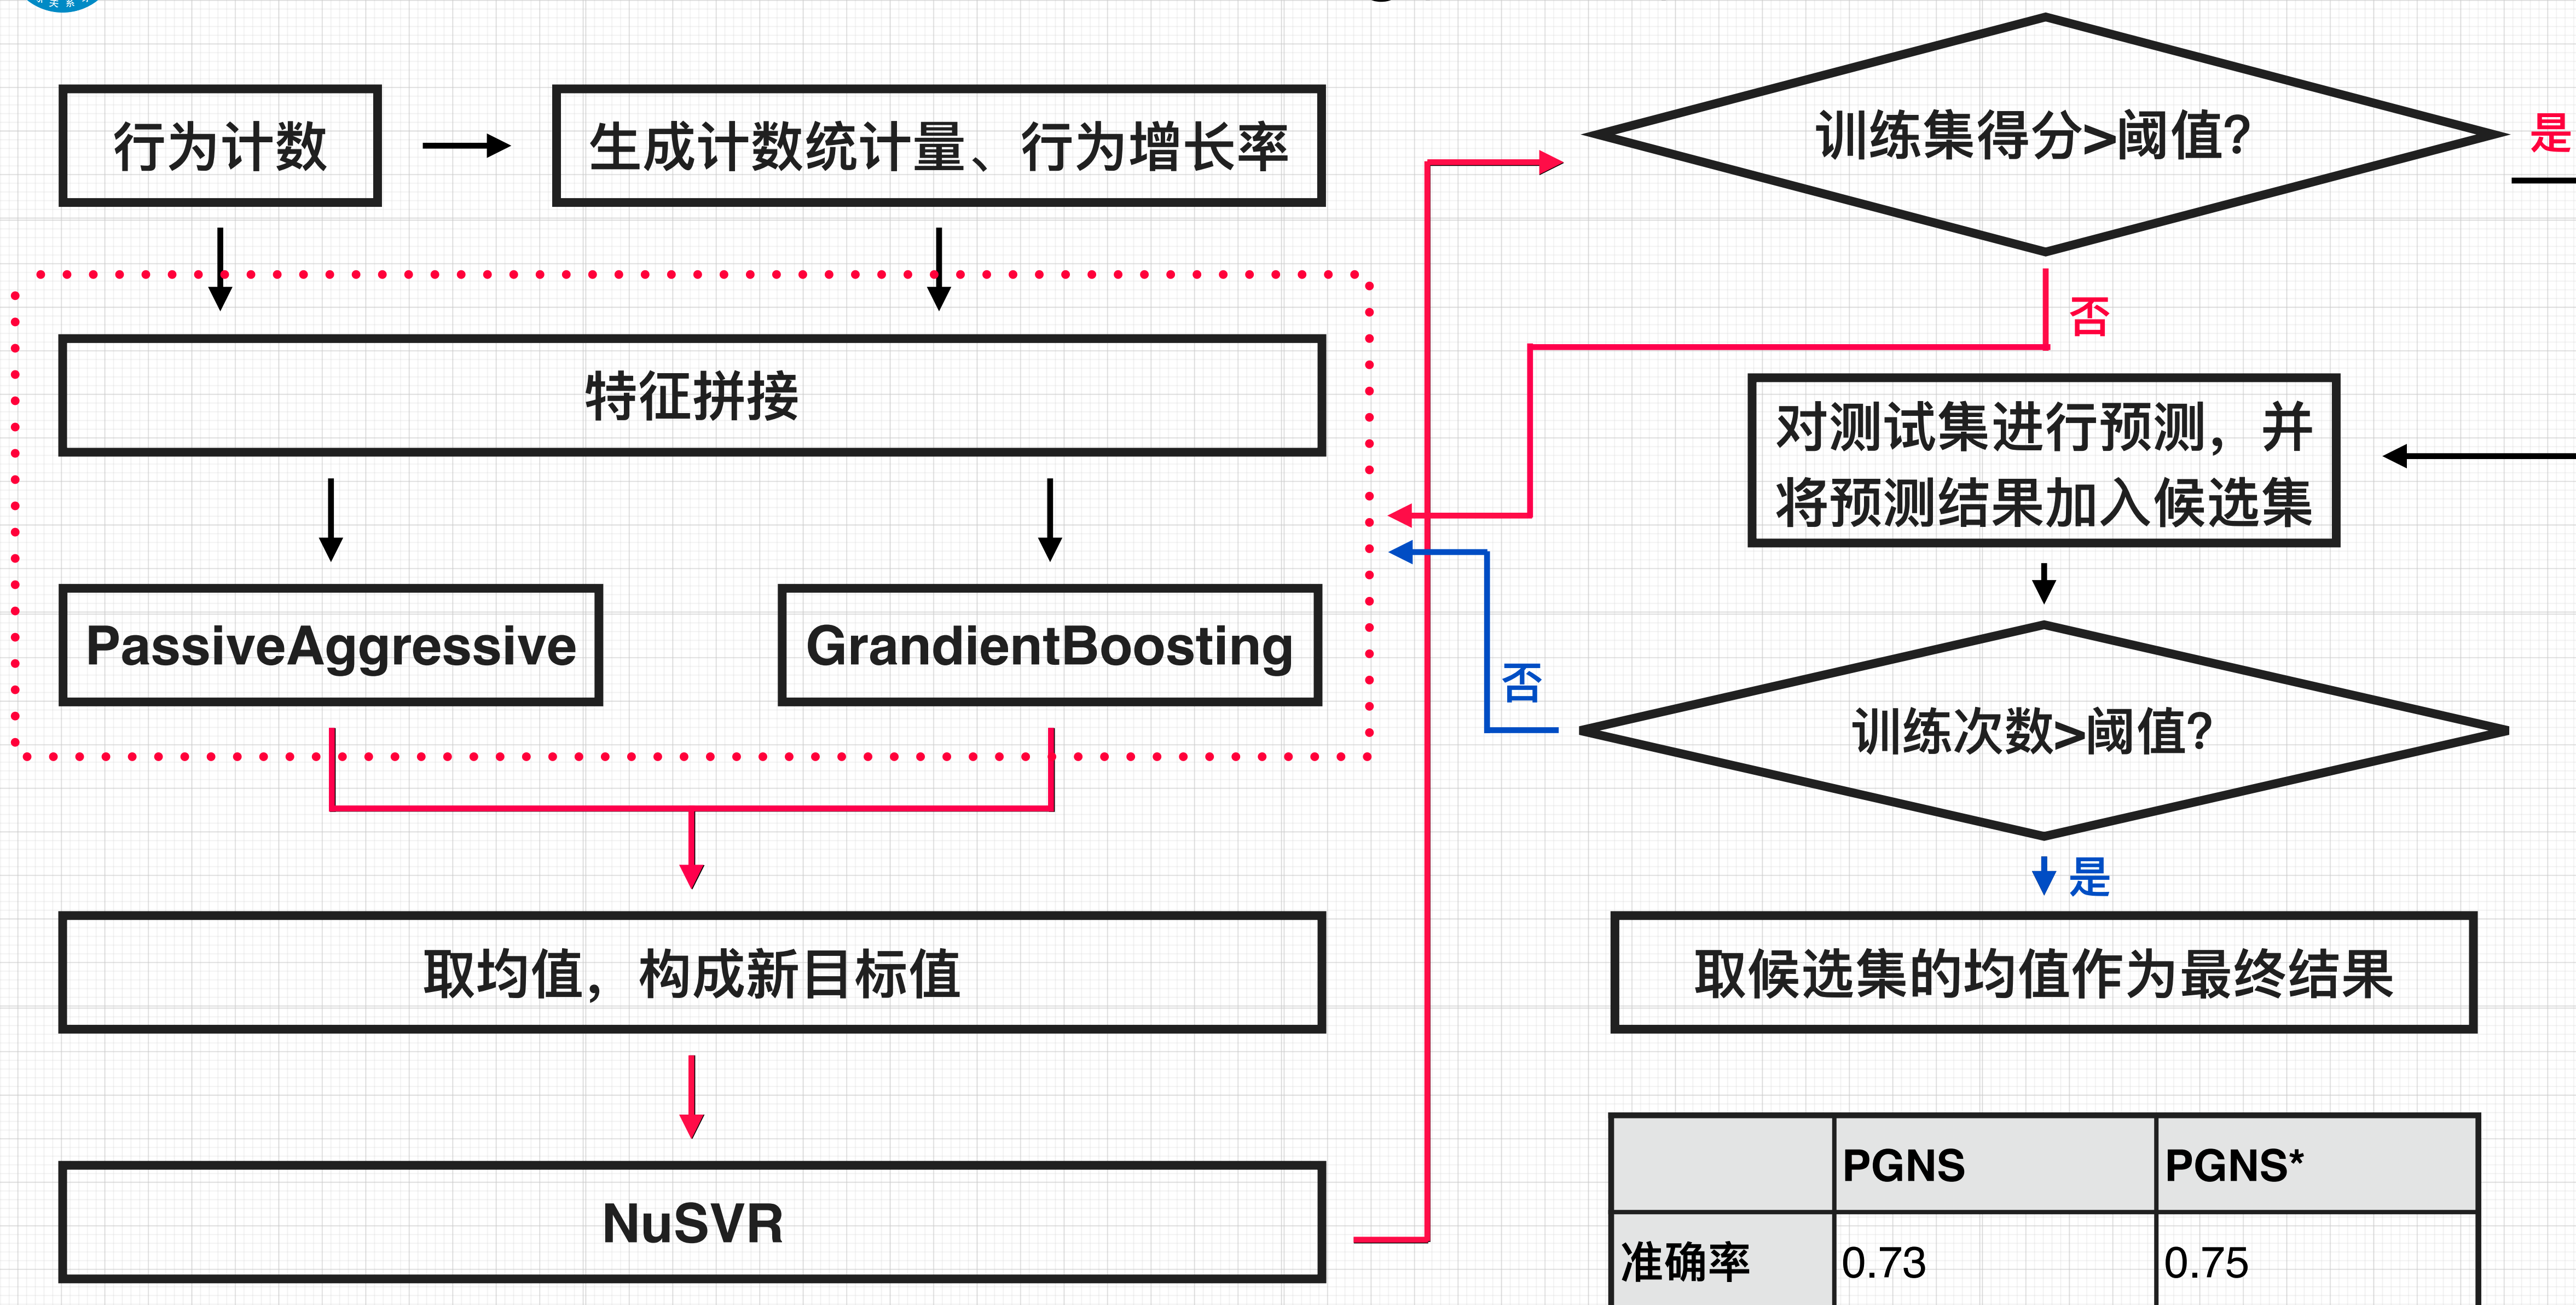 行为计数
生成计数统计量、行为增长率
特征拼接
PassiveAggressive
GrandientBoosting
取均值，构成新目标值
NuSVR
训练集得分>阈值?
是
否
对测试集进行预测，并
将预测结果加入候选集
训练次数>阈值?
否
是
取候选集的均值作为最终结果
PGNS
PGNS*
准确率
0.73
0.75